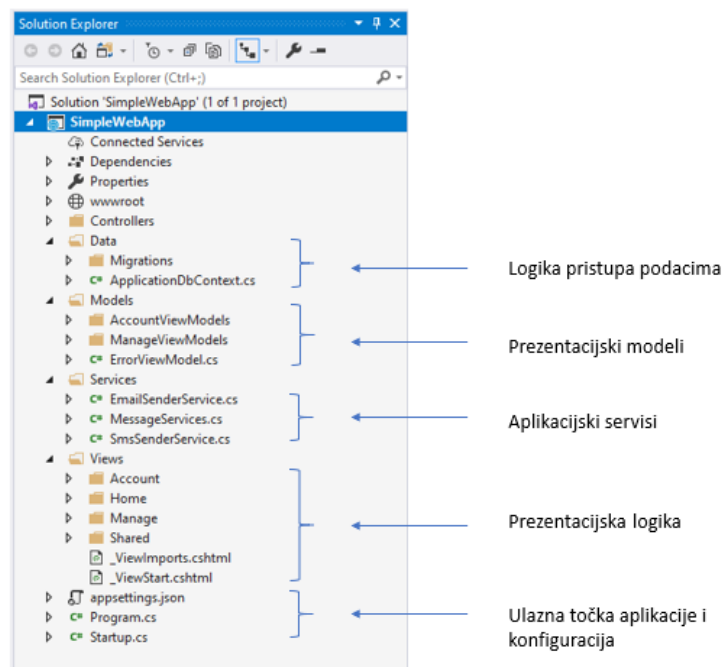 Solution Explorer
Search Solution Explorer (Ctrl+;)
Solution 'SimpleWebApp' (1 of 1 project)
SimpleWebApp
Connected Services
Dependencies
Properties
wwwroot
Controllers
Data
Migrations
ApplicationDbContext.cs
Logika pristupa podacima
Models
AccountViewModels
ManageViewModels
ErrorViewModel.cs
Prezentacijski modeli
Services
EmailSenderService.cs
MessageServices.cs
SmsSenderService.cs
Aplikacijski servisi
Views
Account
Home
Manage
Shared
_ViewImports.cshtml
_ViewStart.cshtml
Prezentacijska logika
appsettings.json
Program.cs
Startup.cs
Ulazna točka aplikacije i
konfiguracija